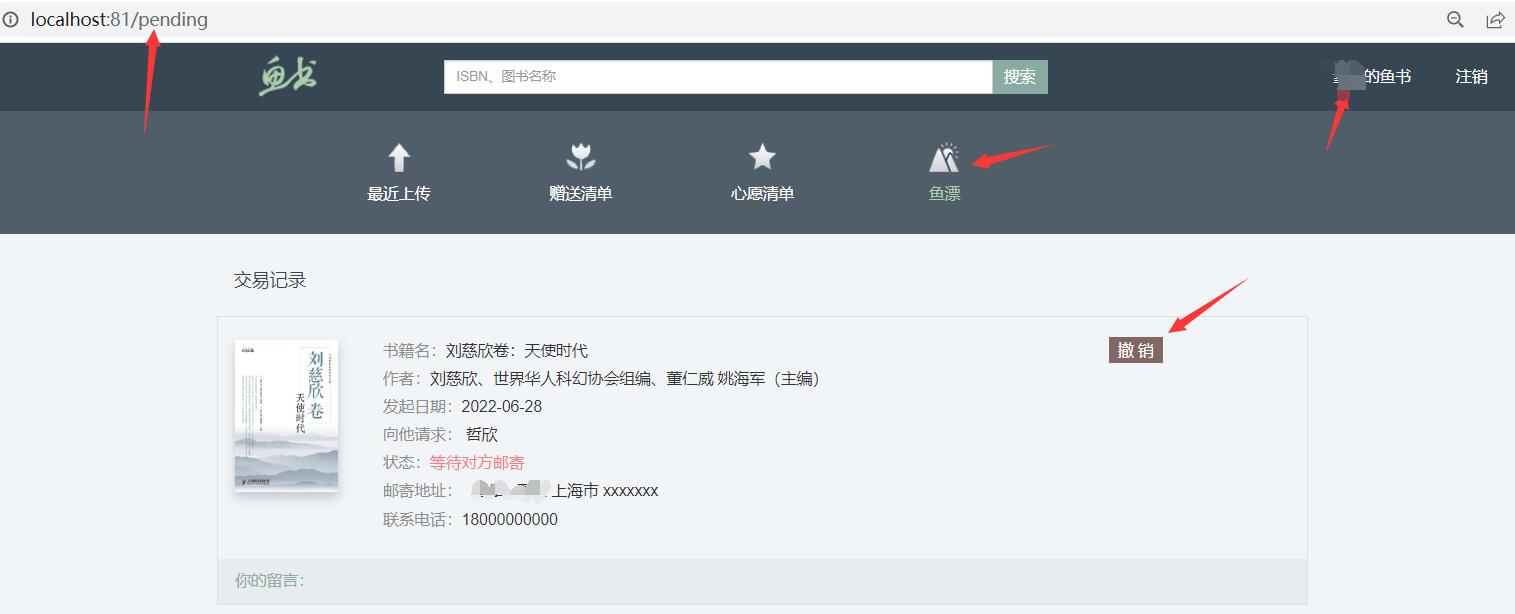 localhost:81/pending
鱼书
ISBN、图书名称
搜索
的鱼书
注销
最近上传
赠送清单
心愿清单
鱼漂
交易记录
刘慈欣卷
天使时代
书籍名：刘慈欣卷：天使时代
撤销
作者：刘慈欣、世界华人科幻协会组编、董仁威 姚海军（主编）
发起日期：2022-06-28
向他请求： 哲欣
状态：等待对方邮寄
邮寄地址： 上海市 xxxxxxx
联系电话：18000000000
你的留言：